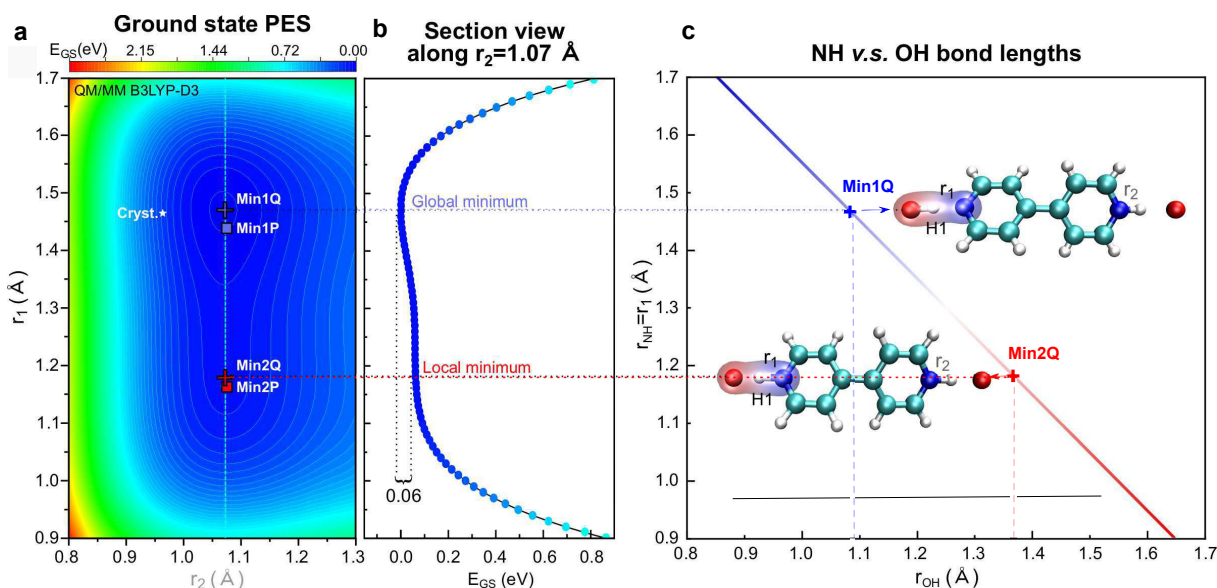 a
Ground state PES
E_GS(eV) 2.15 1.44 0.72 0.00
QM/MM B3LYP-D3
Min1Q
Cryst.
Min1P
Min2Q
Min2P
1.7
1.6
1.5
1.4
1.3
1.2
1.1
1.0
0.9
r1 (Å)
0.8 0.9 1.0 1.1 1.2 1.3
r2 (Å)
b
Section view
along r2=1.07 Å
Global minimum
Local minimum
0.06
0.0 0.2 0.4 0.6 0.8
E_GS (eV)
c
NH v.s. OH bond lengths
1.7
1.6
1.5
1.4
1.3
1.2
1.1
1.0
0.9
r_NH=r1 (Å)
Min1Q
r1
r2
H1
Min2Q
r1
r2
H1
0.8 0.9 1.0 1.1 1.2 1.3 1.4 1.5 1.6 1.7
r_OH (Å)